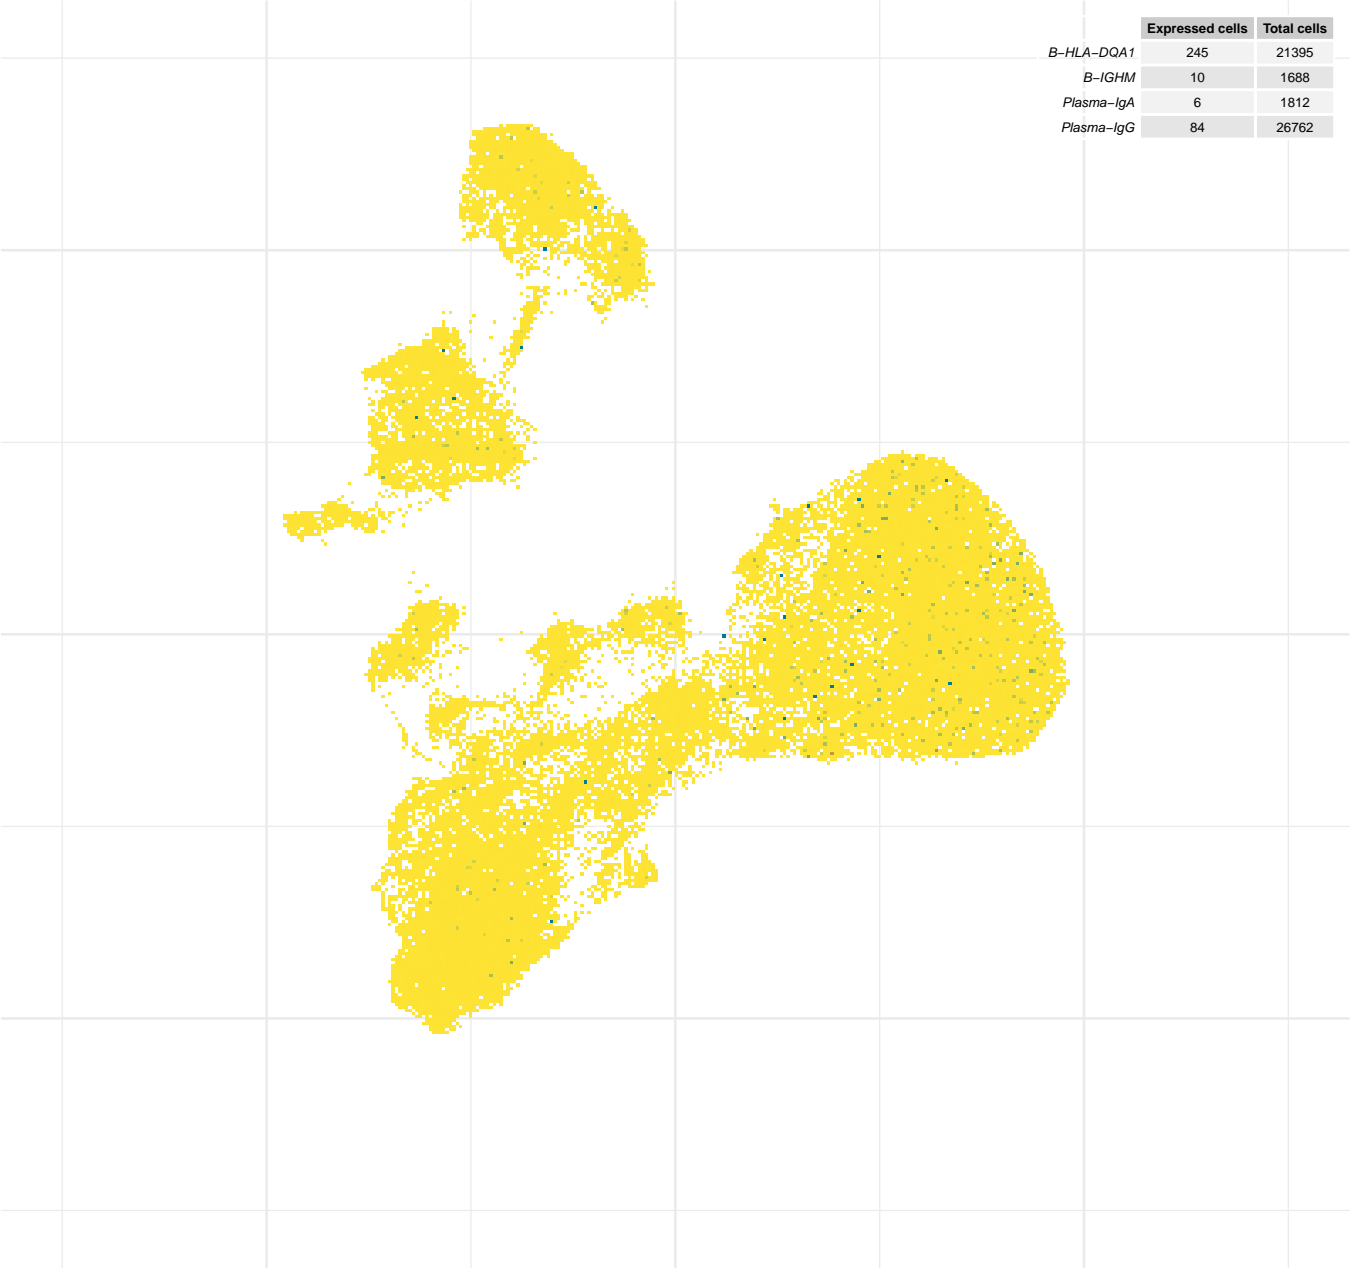 Expressed cells Total cells
B−HLA−DQA1 245 21395
B−IGHM 10 1688
Plasma−IgA 6 1812
Plasma−IgG 84 26762